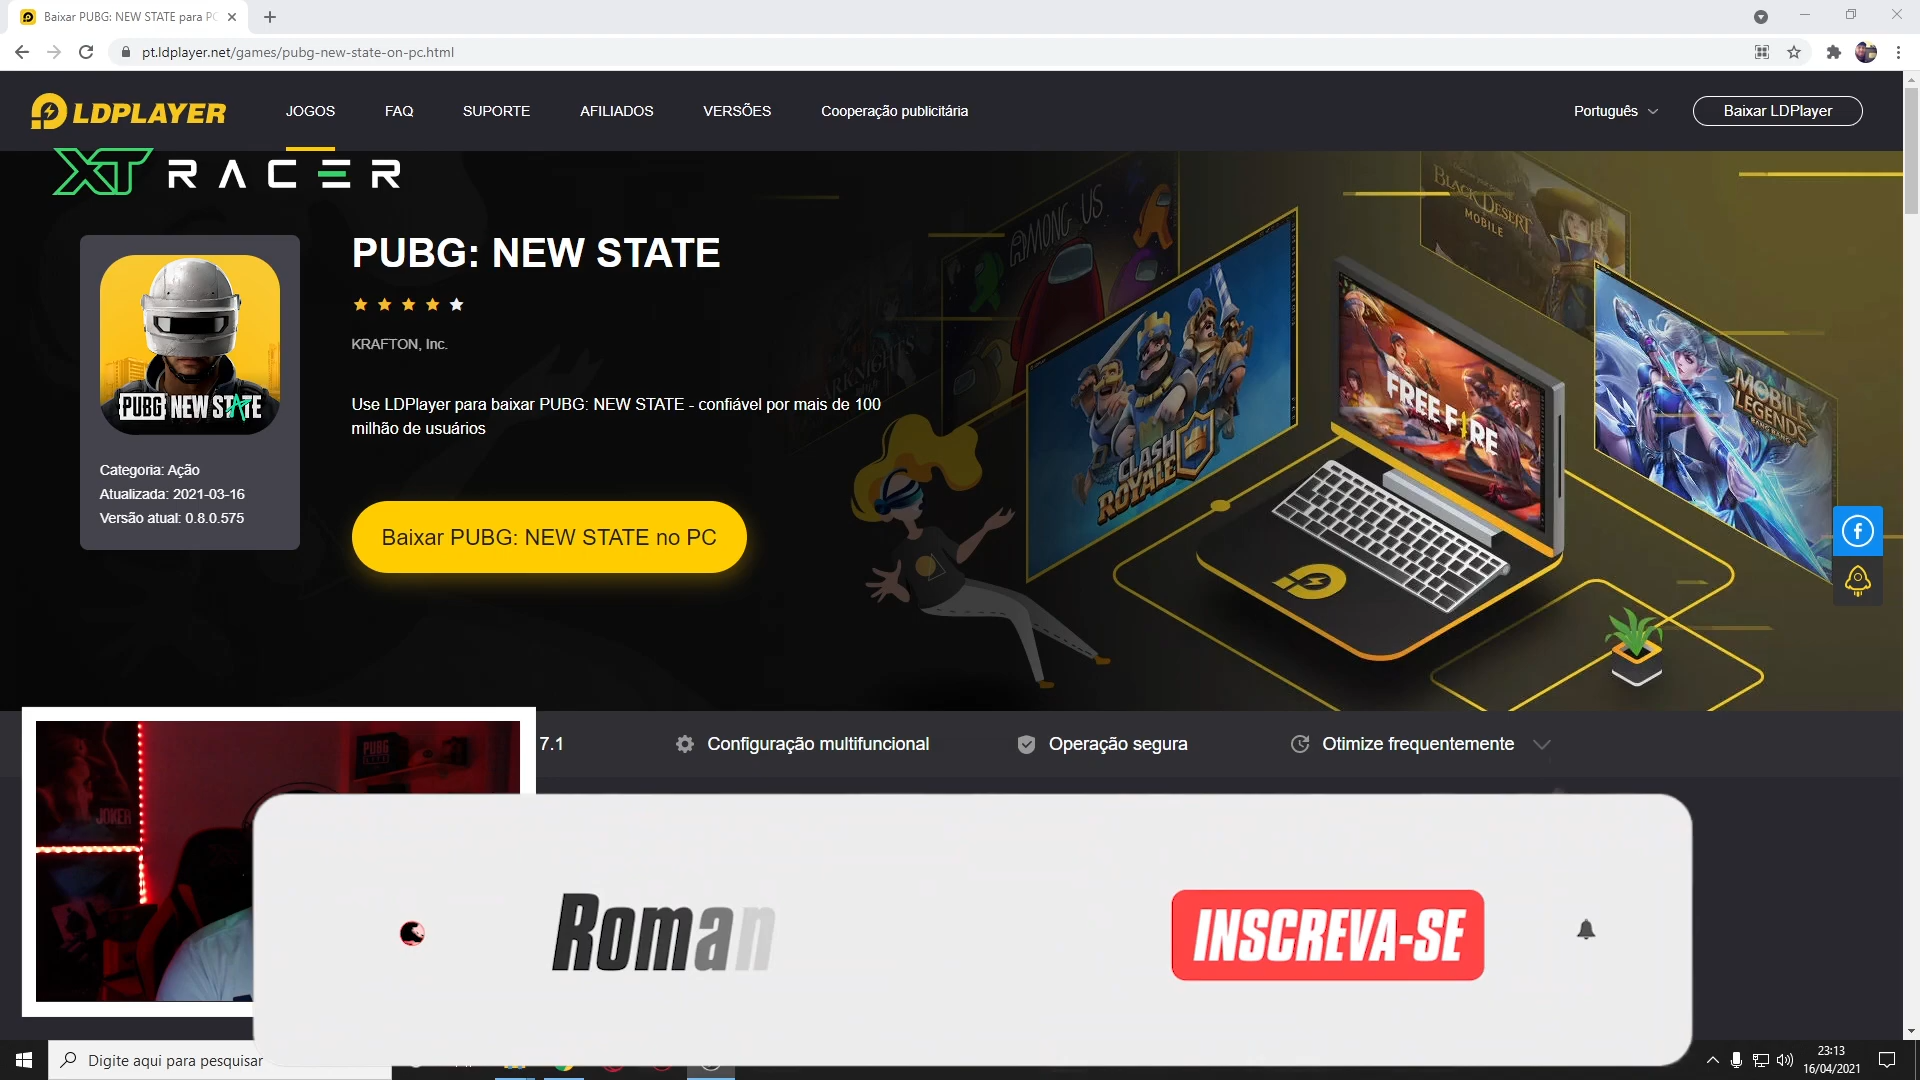 Baixar PUBG: NEW STATE para PC
pt.ldplayer.net/games/pubg-new-state-on-pc.html
LDPLAYER
JOGOS
FAQ
SUPORTE
AFILIADOS
VERSÕES
Cooperação publicitária
Português
Baixar LDPlayer
XT RACER
PUBG: NEW STATE
KRAFTON, Inc.
Use LDPlayer para baixar PUBG: NEW STATE - confiável por mais de 100
milhão de usuários
Baixar PUBG: NEW STATE no PC
PUBG NEW STATE
Categoria: Ação
Atualizada: 2021-03-16
Versão atual: 0.8.0.575
AMONG US
BLACK DESERT
MOBILE
CLASH
ROYALE
FREE FIRE
MOBILE
LEGENDS
BANG BANG
7.1
Configuração multifuncional
Operação segura
Otimize frequentemente
PUBG
JOKER
Roman
INSCREVA-SE
Digite aqui para pesquisar
23:13
16/04/2021